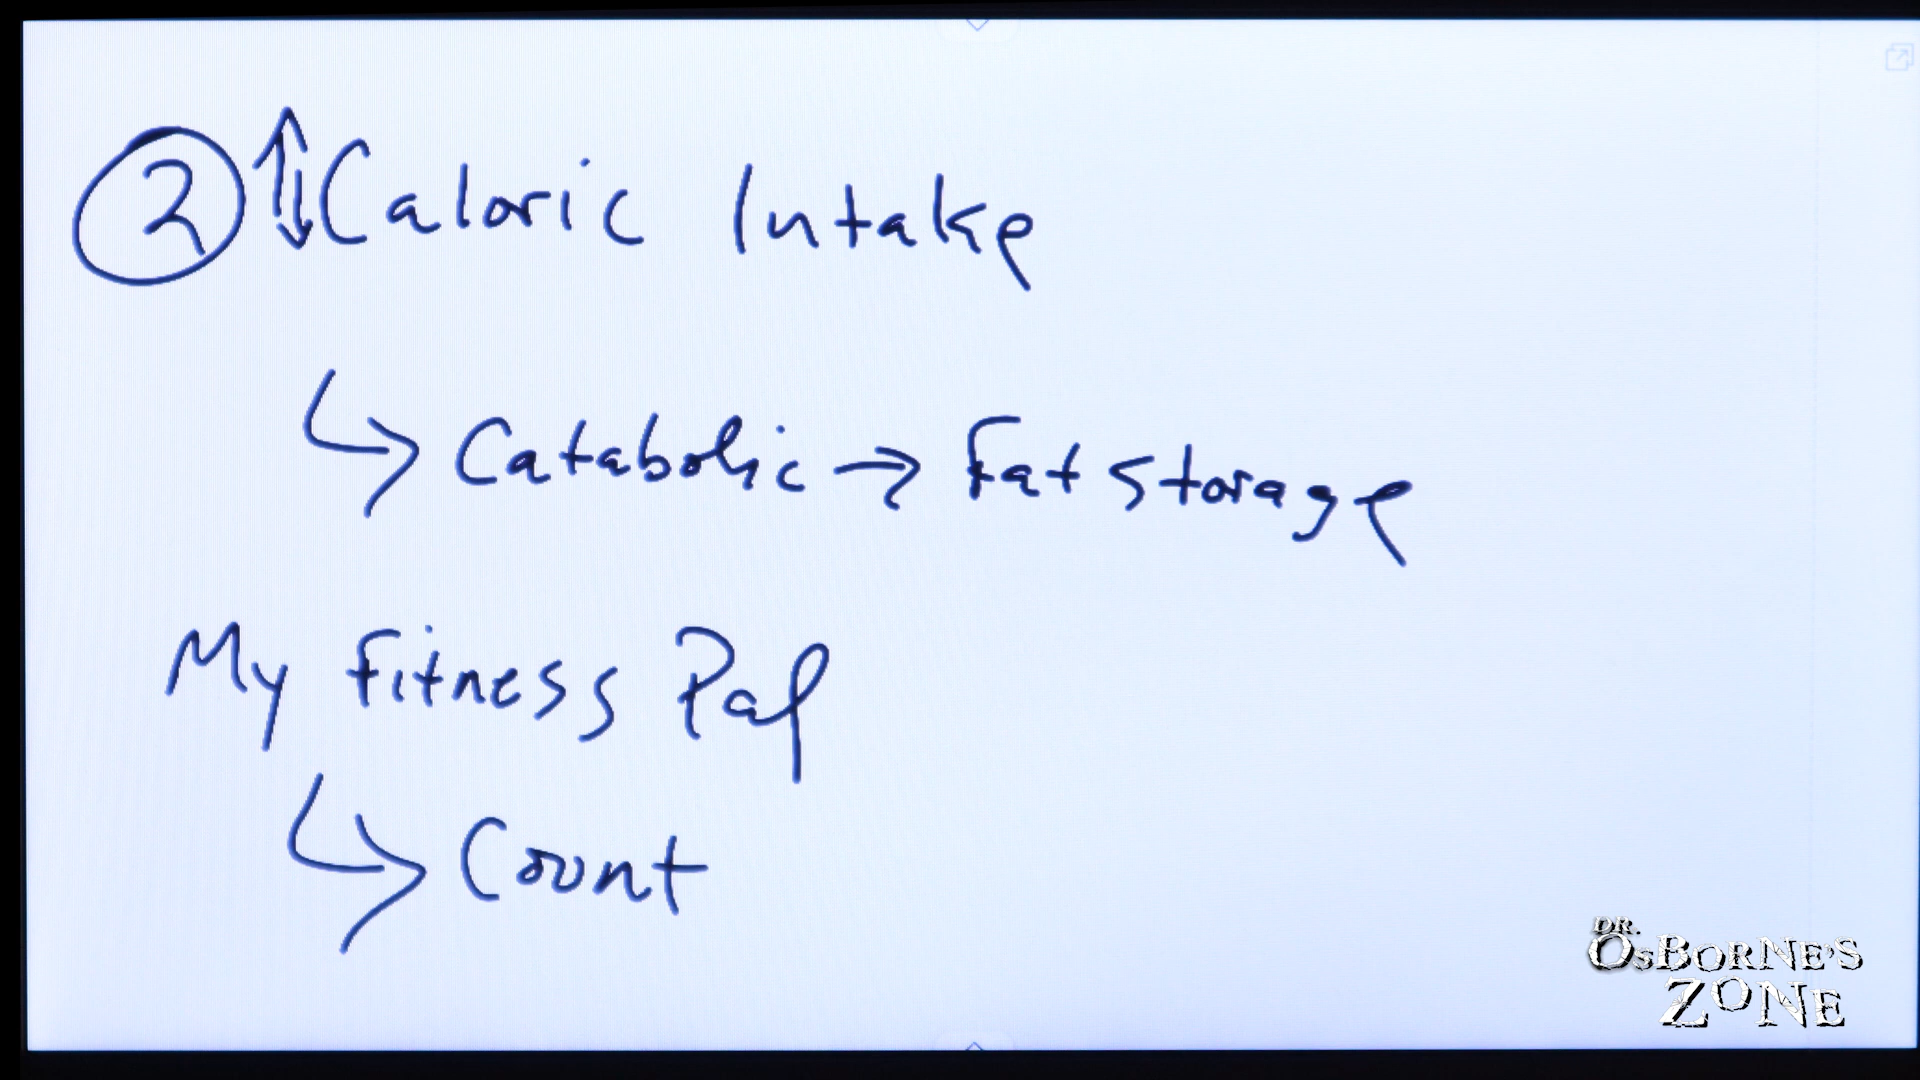 2 ↑↓ Caloric Intake
↳ Catabolic → Fat Storage
My Fitness Pal
↳ Count
DR.
OSBORNE'S
ZONE